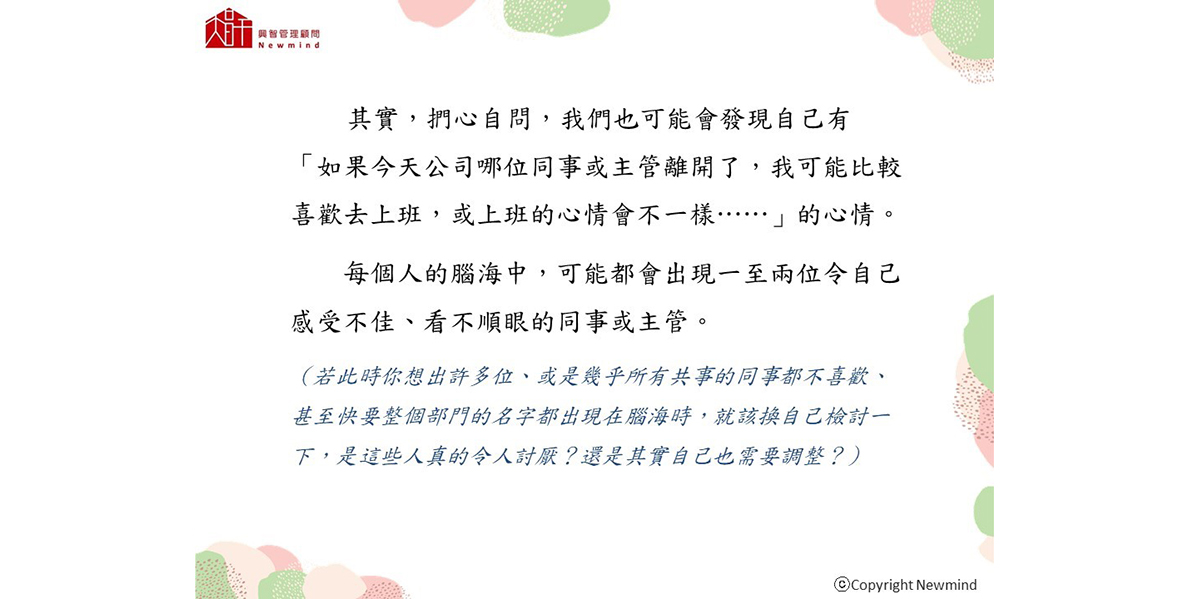 興智管理顧問
Newmind
其實，捫心自問，我們也可能會發現自己有
「如果今天公司哪位同事或主管離開了，我可能比較
喜歡去上班，或上班的心情會不一樣……」的心情。
每個人的腦海中，可能都會出現一至兩位令自己
感受不佳、看不順眼的同事或主管。
（若此時你想出許多位、或是幾乎所有共事的同事都不喜歡、
甚至快要整個部門的名字都出現在腦海時，就該換自己檢討一
下，是這些人真的令人討厭？還是其實自己也需要調整？）
ⓒCopyright Newmind